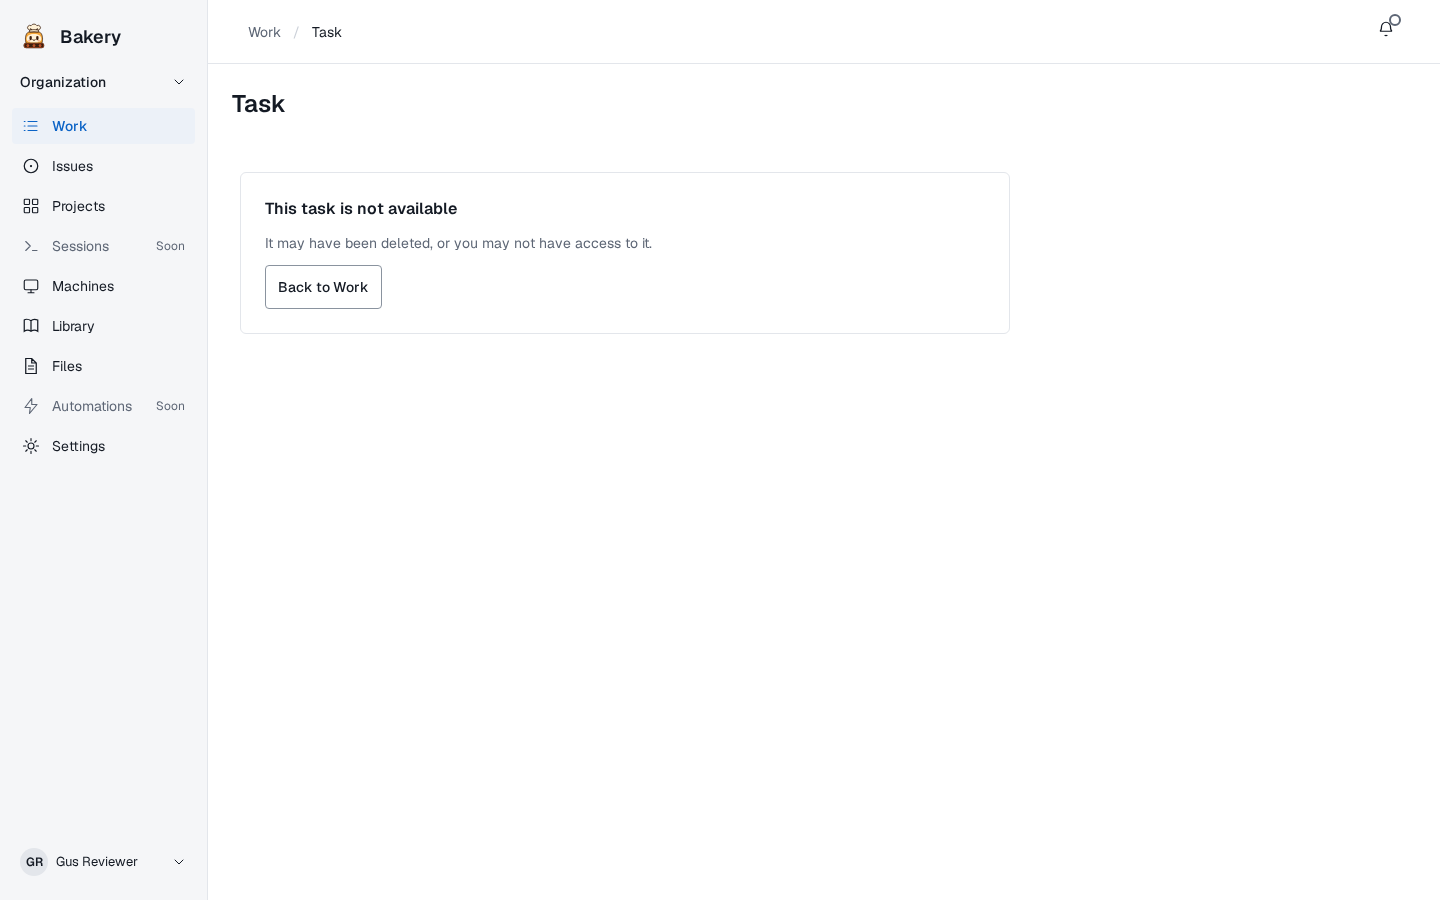 Bakery
Organization
Work
Issues
Projects
Sessions Soon
Machines
Library
Files
Automations Soon
Settings
GR Gus Reviewer
Work / Task
Task
This task is not available
It may have been deleted, or you may not have access to it.
Back to Work